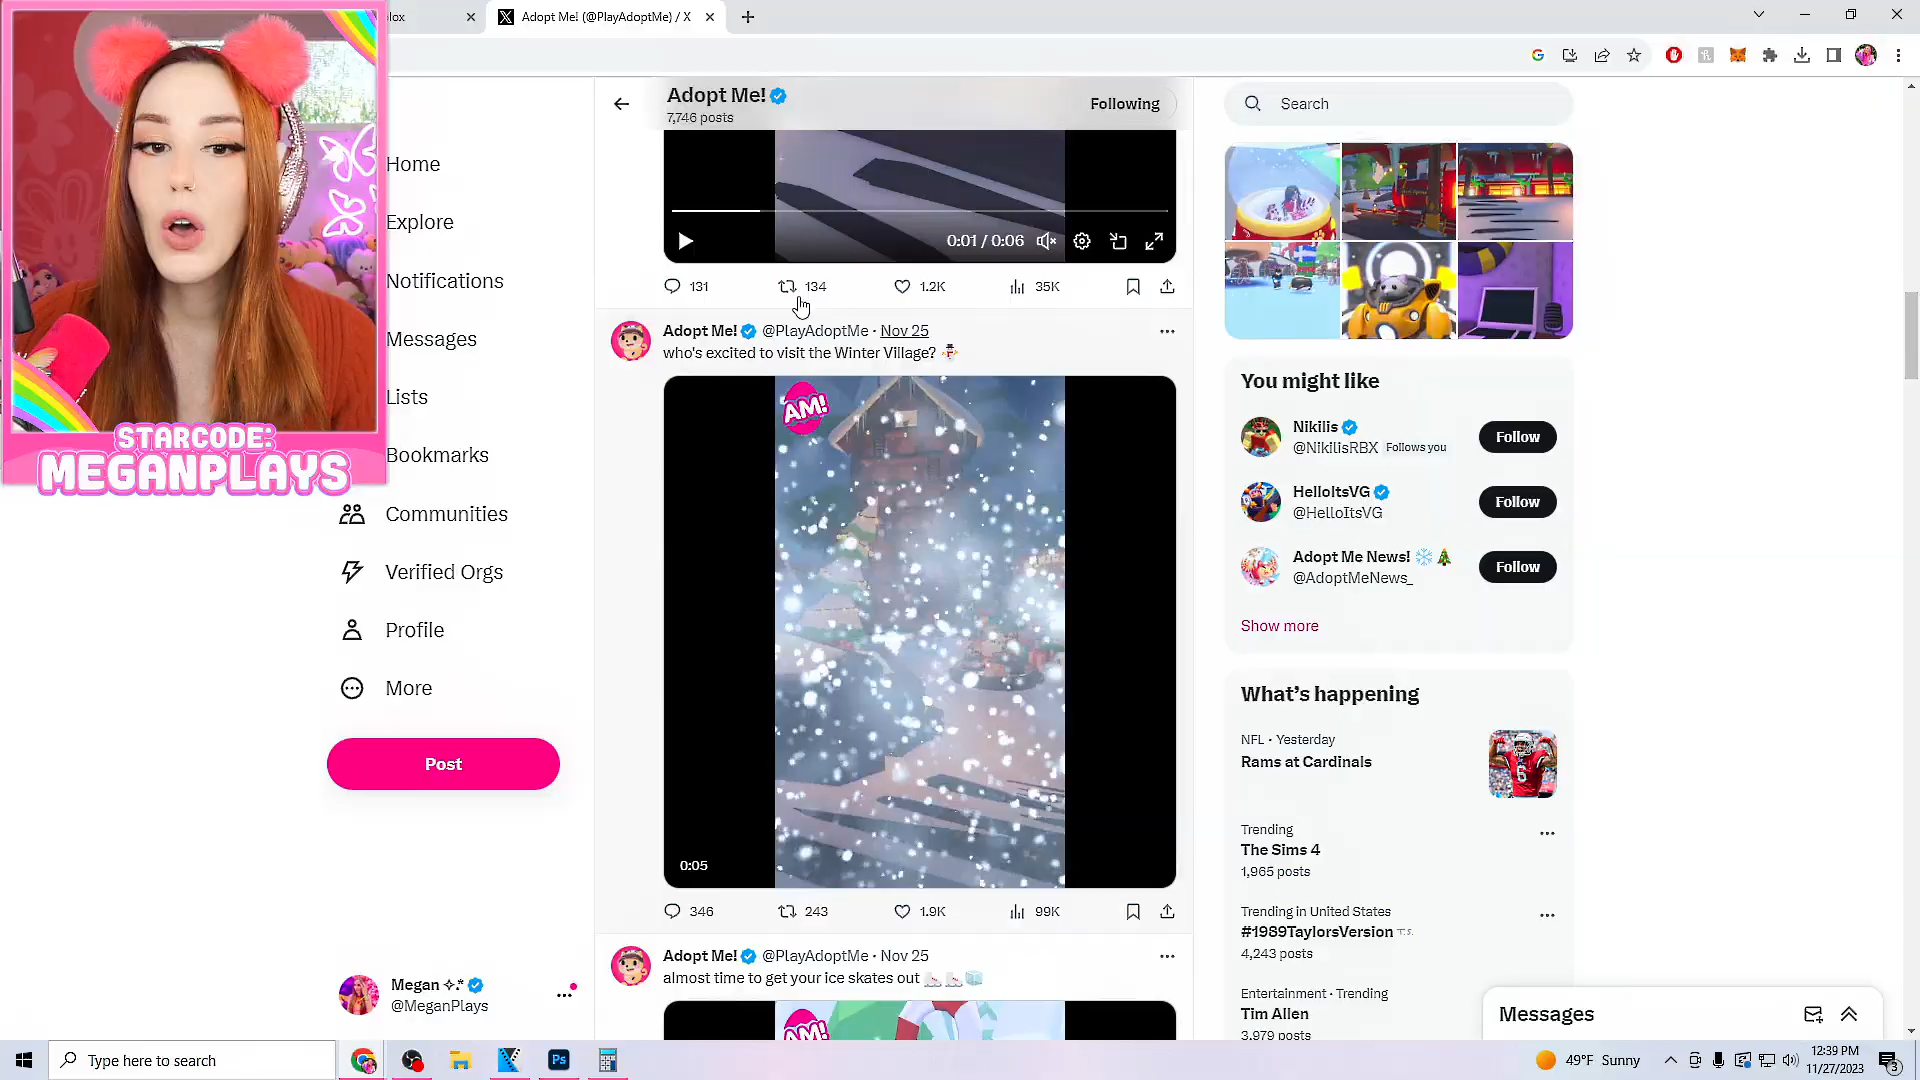 lox
Adopt Me! (@PlayAdoptMe) / X
STARCODE:
MEGANPLAYS
Home
Explore
Notifications
Messages
Lists
Bookmarks
Communities
Verified Orgs
Profile
More
Post
Megan
@MeganPlays
Adopt Me!
7,746 posts
Following
0:01 / 0:06
131
134
1.2K
35K
Adopt Me! @PlayAdoptMe · Nov 25
who's excited to visit the Winter Village?
AM!
0:05
346
243
1.9K
99K
Adopt Me! @PlayAdoptMe · Nov 25
almost time to get your ice skates out
AM!
Search
You might like
Nikilis
@NikilisRBX Follows you
Follow
HelloItsVG
@HelloItsVG
Follow
Adopt Me News!
@AdoptMeNews_
Follow
Show more
What's happening
NFL · Yesterday
Rams at Cardinals
Trending
The Sims 4
1,965 posts
Trending in United States
#1989TaylorsVersion
4,243 posts
Entertainment · Trending
Tim Allen
3,979 posts
Messages
Type here to search
Ps
49°F Sunny
12:39 PM
11/27/2023
3